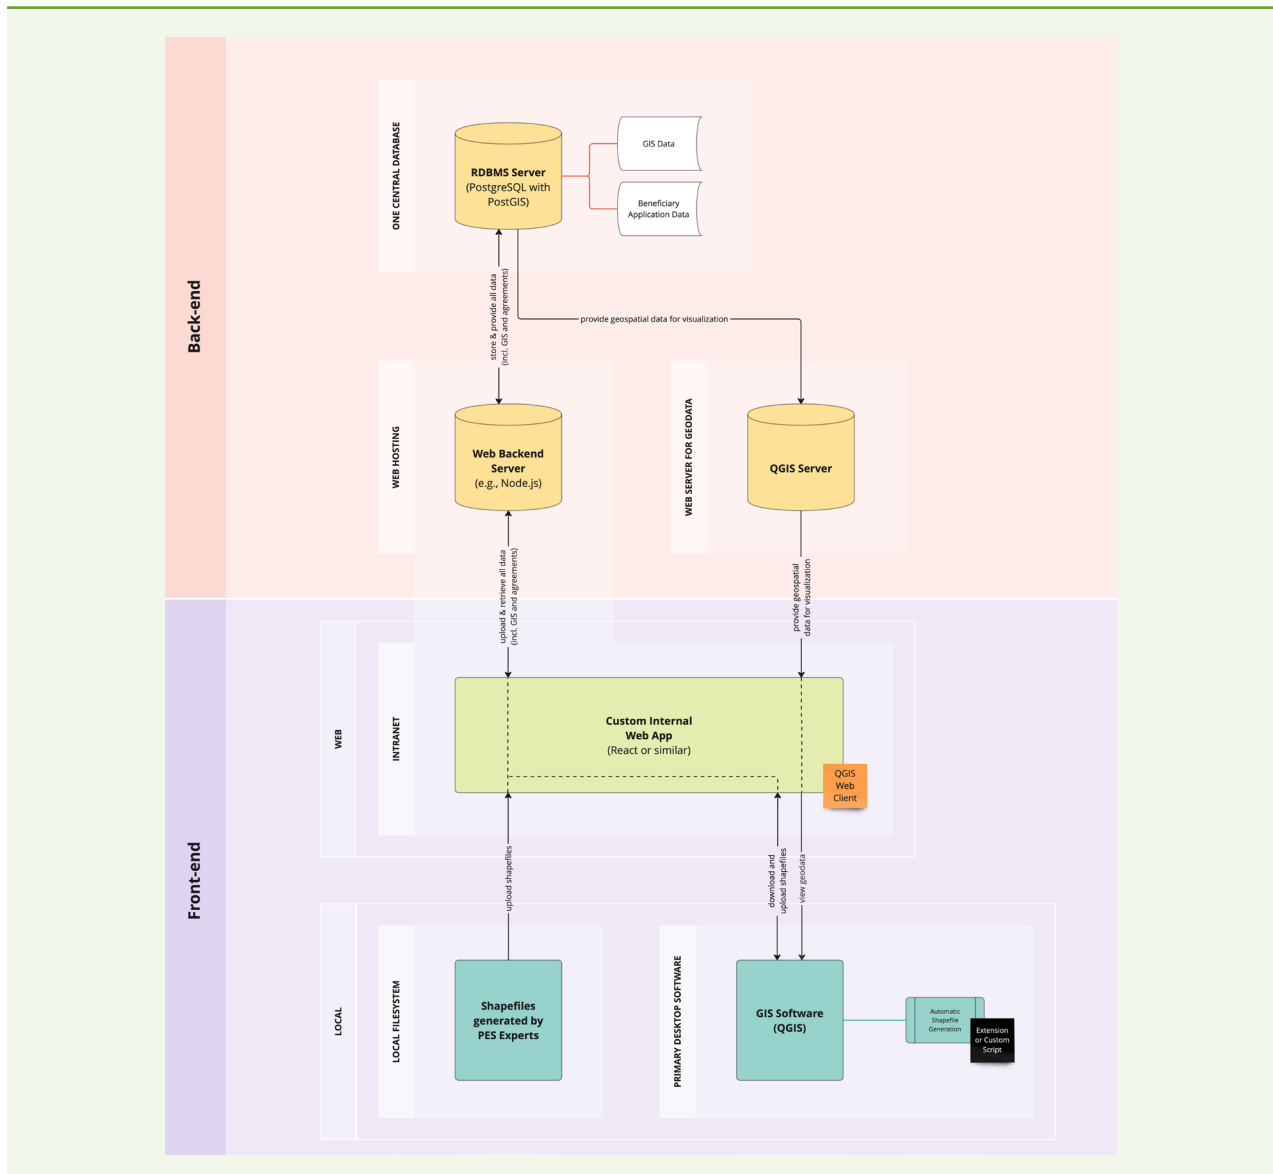 Back-end
ONE CENTRAL DATABASE
RDBMS Server
(PostgreSQL with
PostGIS)
GIS Data
Beneficiary
Application Data
store & provide all data
(incl. GIS and agreements)
provide geospatial data for visualization
WEB HOSTING
Web Backend
Server
(e.g., Node.js)
WEB SERVER FOR GEODATA
QGIS Server
upload & retrieve all data
(incl. GIS and agreements)
provide geospatial
data for visualization
Front-end
WEB
INTRANET
Custom Internal
Web App
(React or similar)
QGIS
Web
Client
upload shapefiles
download and
upload shapefiles
view geodata
LOCAL
LOCAL FILESYSTEM
Shapefiles
generated by
PES Experts
PRIMARY DESKTOP SOFTWARE
GIS Software
(QGIS)
Automatic
Shapefile
Generation
Extension
or Custom
Script